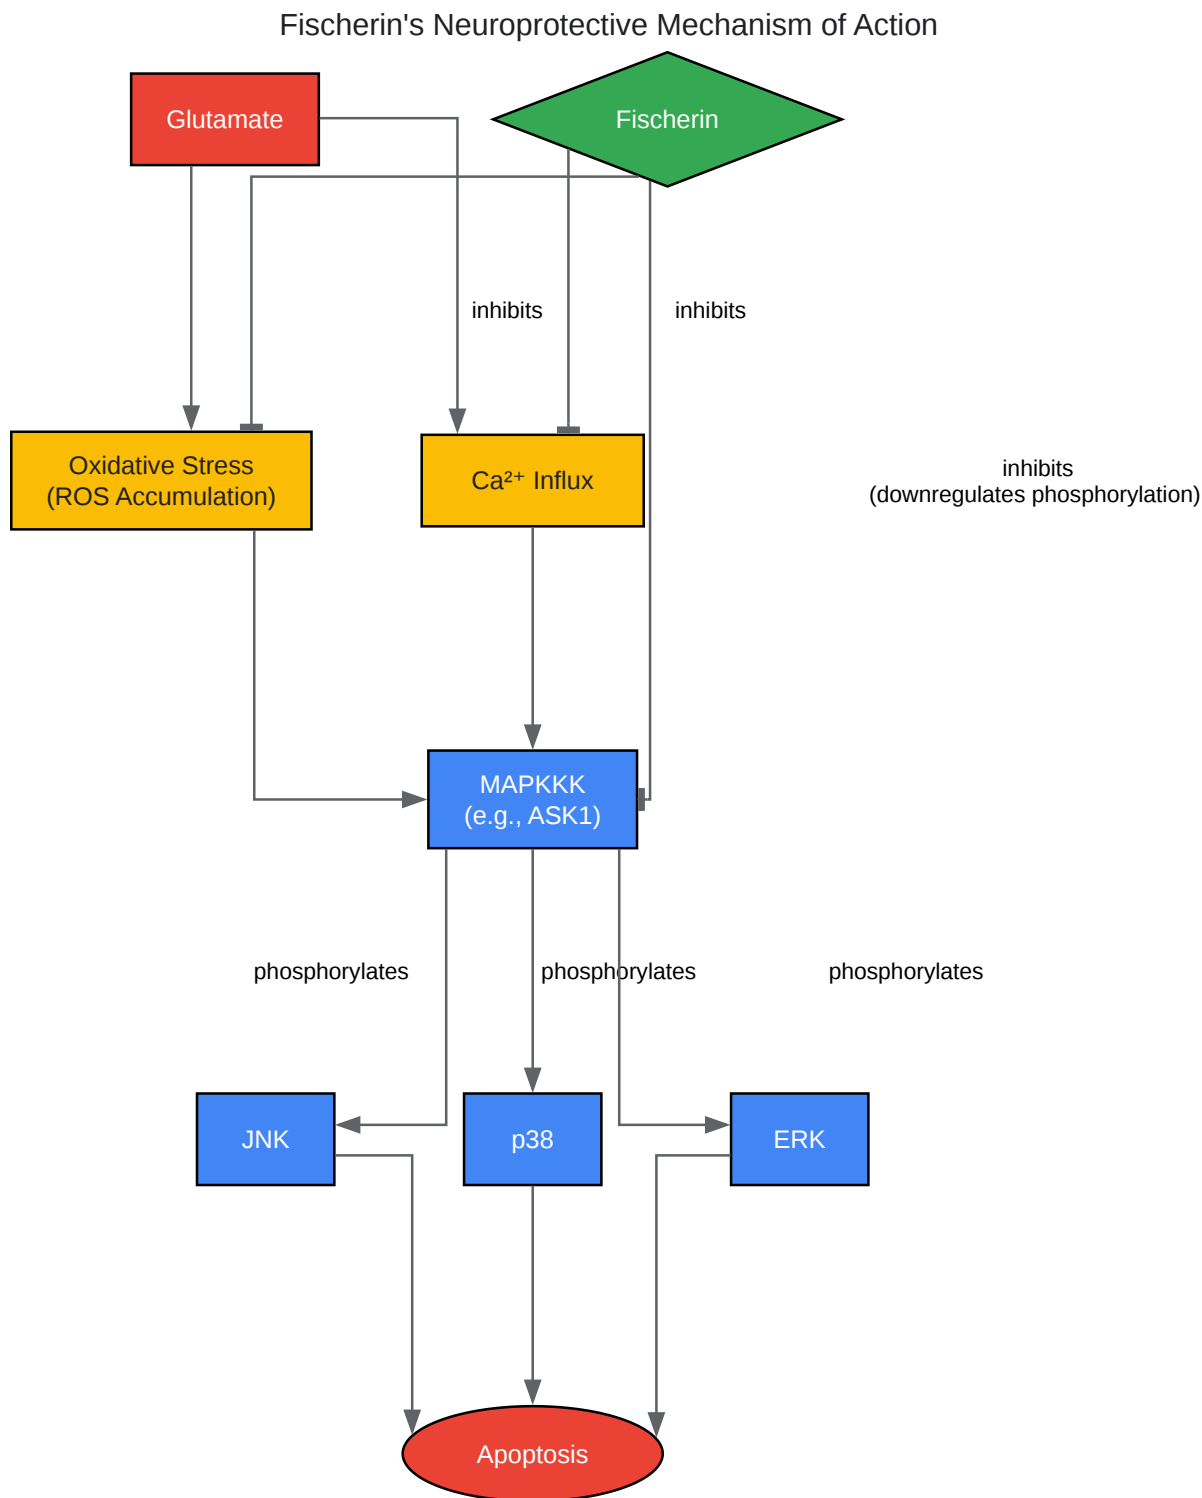 Fischerin's Neuroprotective Mechanism of Action
Glutamate
Fischerin
inhibits
inhibits
Oxidative Stress
(ROS Accumulation)
Ca²⁺ Influx
inhibits
(downregulates phosphorylation)
MAPKKK
(e.g., ASK1)
phosphorylates
phosphorylates
phosphorylates
JNK
p38
ERK
Apoptosis